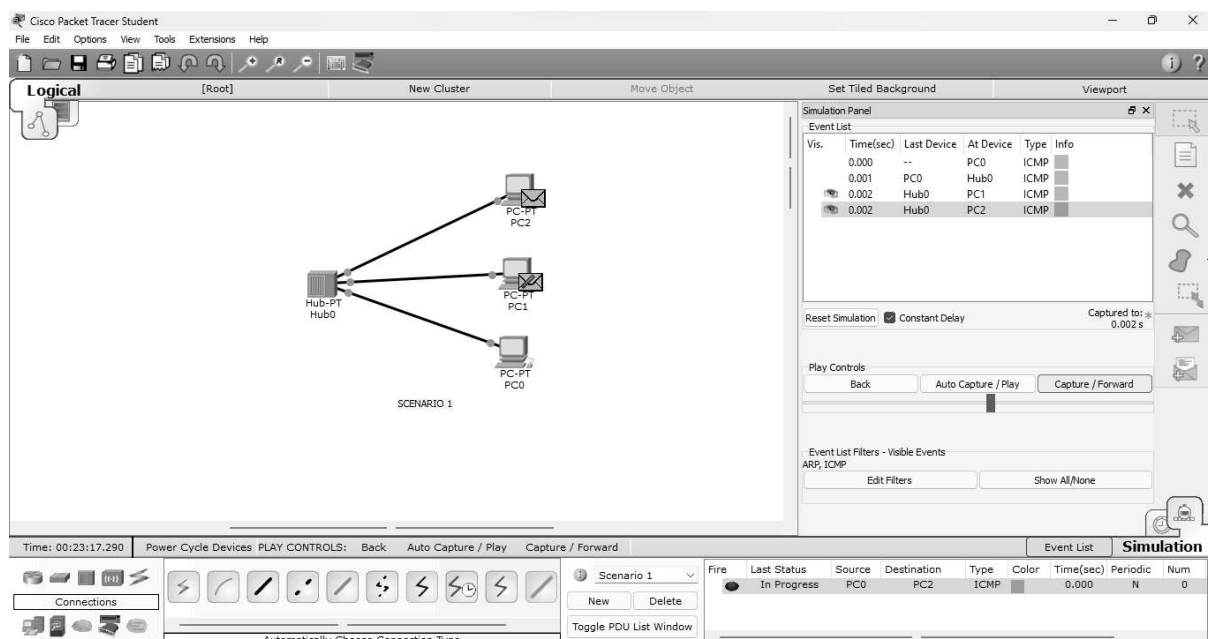 Cisco Packet Tracer Student
File Edit Options View Tools Extensions Help
Logical [Root] New Cluster Move Object Set Tiled Background Viewport
Simulation Panel
Event List
Vis. Time(sec) Last Device At Device Type Info
0.000 -- PC0 ICMP
0.001 PC0 Hub0 ICMP
0.002 Hub0 PC1 ICMP
0.002 Hub0 PC2 ICMP
PC-PT
PC2
PC-PT
PC1
Hub-PT
Hub0
PC-PT
PC0
SCENARIO 1
Reset Simulation Constant Delay Captured to: *
0.002 s
Play Controls
Back Auto Capture / Play Capture / Forward
Event List Filters - Visible Events
ARP, ICMP
Edit Filters Show All/None
Time: 00:23:17.290 Power Cycle Devices PLAY CONTROLS: Back Auto Capture / Play Capture / Forward Event List Simulation
Scenario 1 Fire Last Status Source Destination Type Color Time(sec) Periodic Num
In Progress PC0 PC2 ICMP 0.000 N 0
Connections New Delete
Toggle PDU List Window
Automatically Choose Connection Type